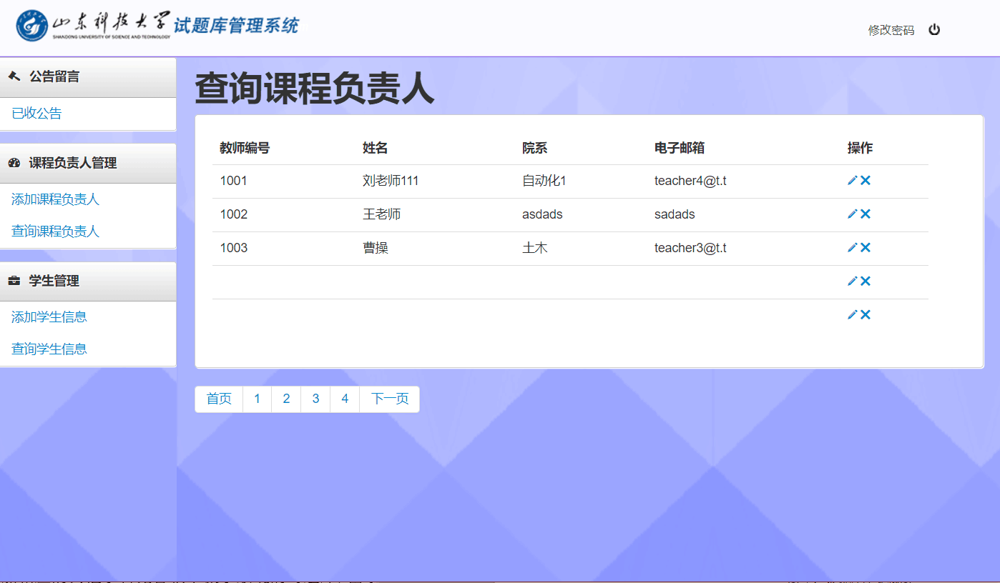 山东科技大学 试题库管理系统
SHANDONG UNIVERSITY OF SCIENCE AND TECHNOLOGY
修改密码
公告留言
已收公告
课程负责人管理
添加课程负责人
查询课程负责人
学生管理
添加学生信息
查询学生信息
查询课程负责人
教师编号 姓名 院系 电子邮箱 操作
1001 刘老师111 自动化1 teacher4@t.t
1002 王老师 asdads sadads
1003 曹操 土木 teacher3@t.t
首页 1 2 3 4 下一页